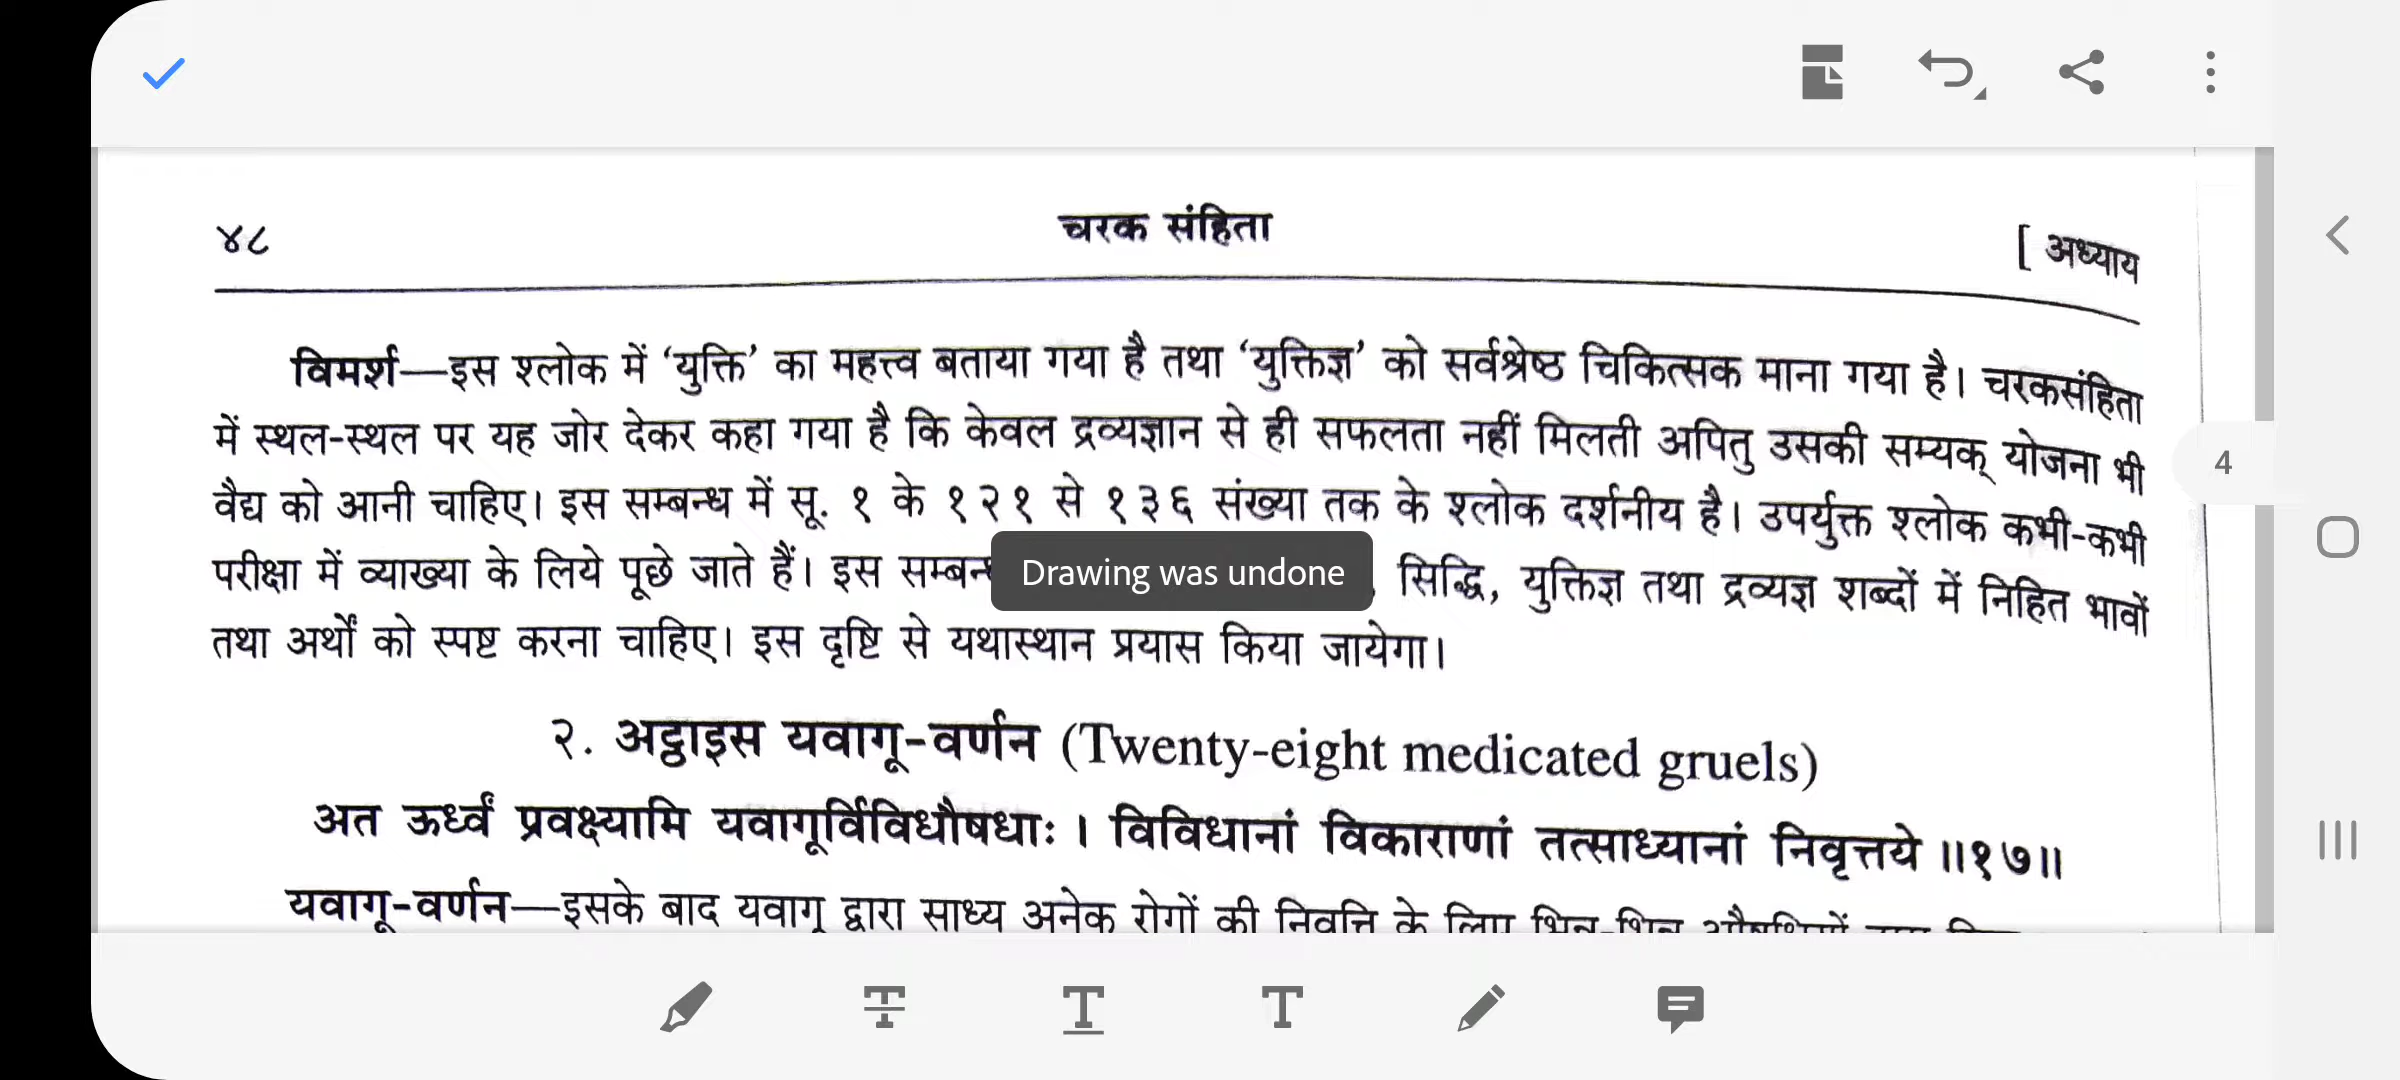 ४८
चरक संहिता
[ अध्याय
विमर्श—इस श्लोक में ‘युक्ति’ का महत्त्व बताया गया है तथा ‘युक्तिज्ञ’ को सर्वश्रेष्ठ चिकित्सक माना गया है। चरकसंहिता
में स्थल-स्थल पर यह जोर देकर कहा गया है कि केवल द्रव्यज्ञान से ही सफलता नहीं मिलती अपितु उसकी सम्यक् योजना भी
4
वैद्य को आनी चाहिए। इस सम्बन्ध में सू. १ के १२१ से १३६ संख्या तक के श्लोक दर्शनीय है। उपर्युक्त श्लोक कभी-कभी
परीक्षा में व्याख्या के लिये पूछे जाते हैं। इस Drawing was undone सिद्धि, युक्तिज्ञ तथा द्रव्यज्ञ शब्दों में निहित भावों
तथा अर्थों को स्पष्ट करना चाहिए। इस दृष्टि से यथास्थान प्रयास किया जायेगा।
२. अट्ठाइस यवागू-वर्णन (Twenty-eight medicated gruels)
अत ऊर्ध्वं प्रवक्ष्यामि यवागूर्विविधौषधाः । विविधानां विकाराणां तत्साध्यानां निवृत्तये ॥१७॥
यवागू-वर्णन—इसके बाद यवागू द्वारा साध्य अनेक रोगों की निवृत्ति के लिए भिन्न-भिन्न